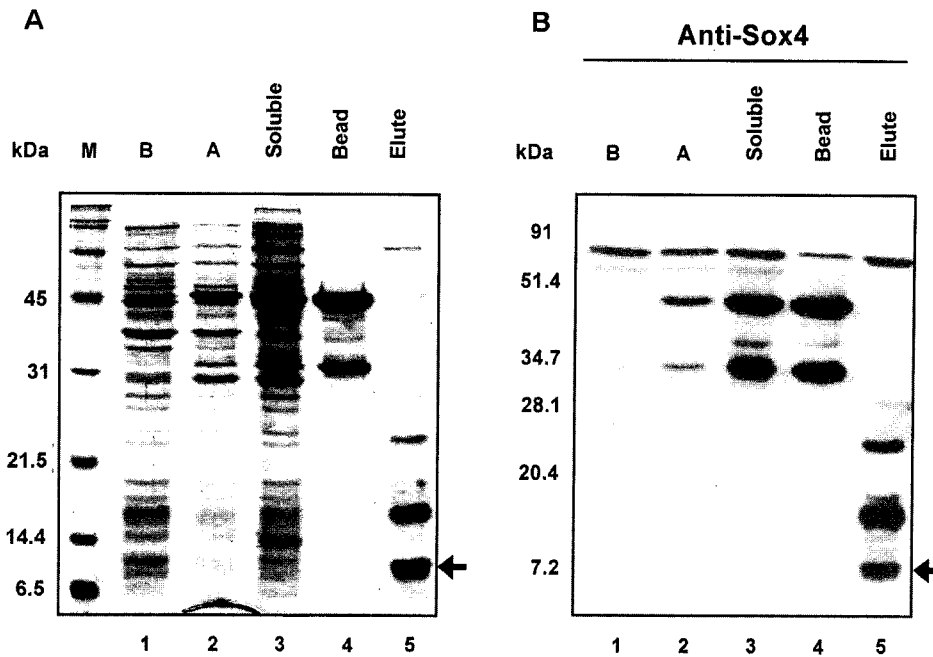 A
kDa M B A Soluble Bead Elute
45
31
21.5
14.4
6.5
1 2 3 4 5
B
Anti-Sox4
kDa B A Soluble Bead Elute
91
51.4
34.7
28.1
20.4
7.2
1 2 3 4 5